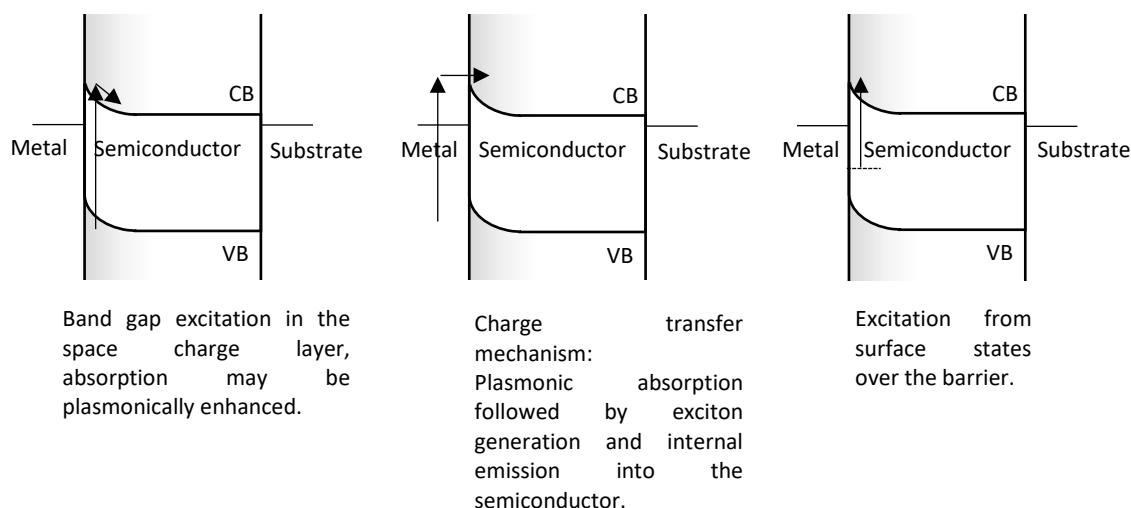 CB
Metal Semiconductor Substrate
VB
Band gap excitation in the
space charge layer,
absorption may be
plasmonically enhanced.
CB
Metal Semiconductor Substrate
VB
Charge transfer
mechanism:
Plasmonic absorption
followed by exciton
generation and internal
emission into the
semiconductor.
CB
Metal Semiconductor Substrate
VB
Excitation from
surface states
over the barrier.